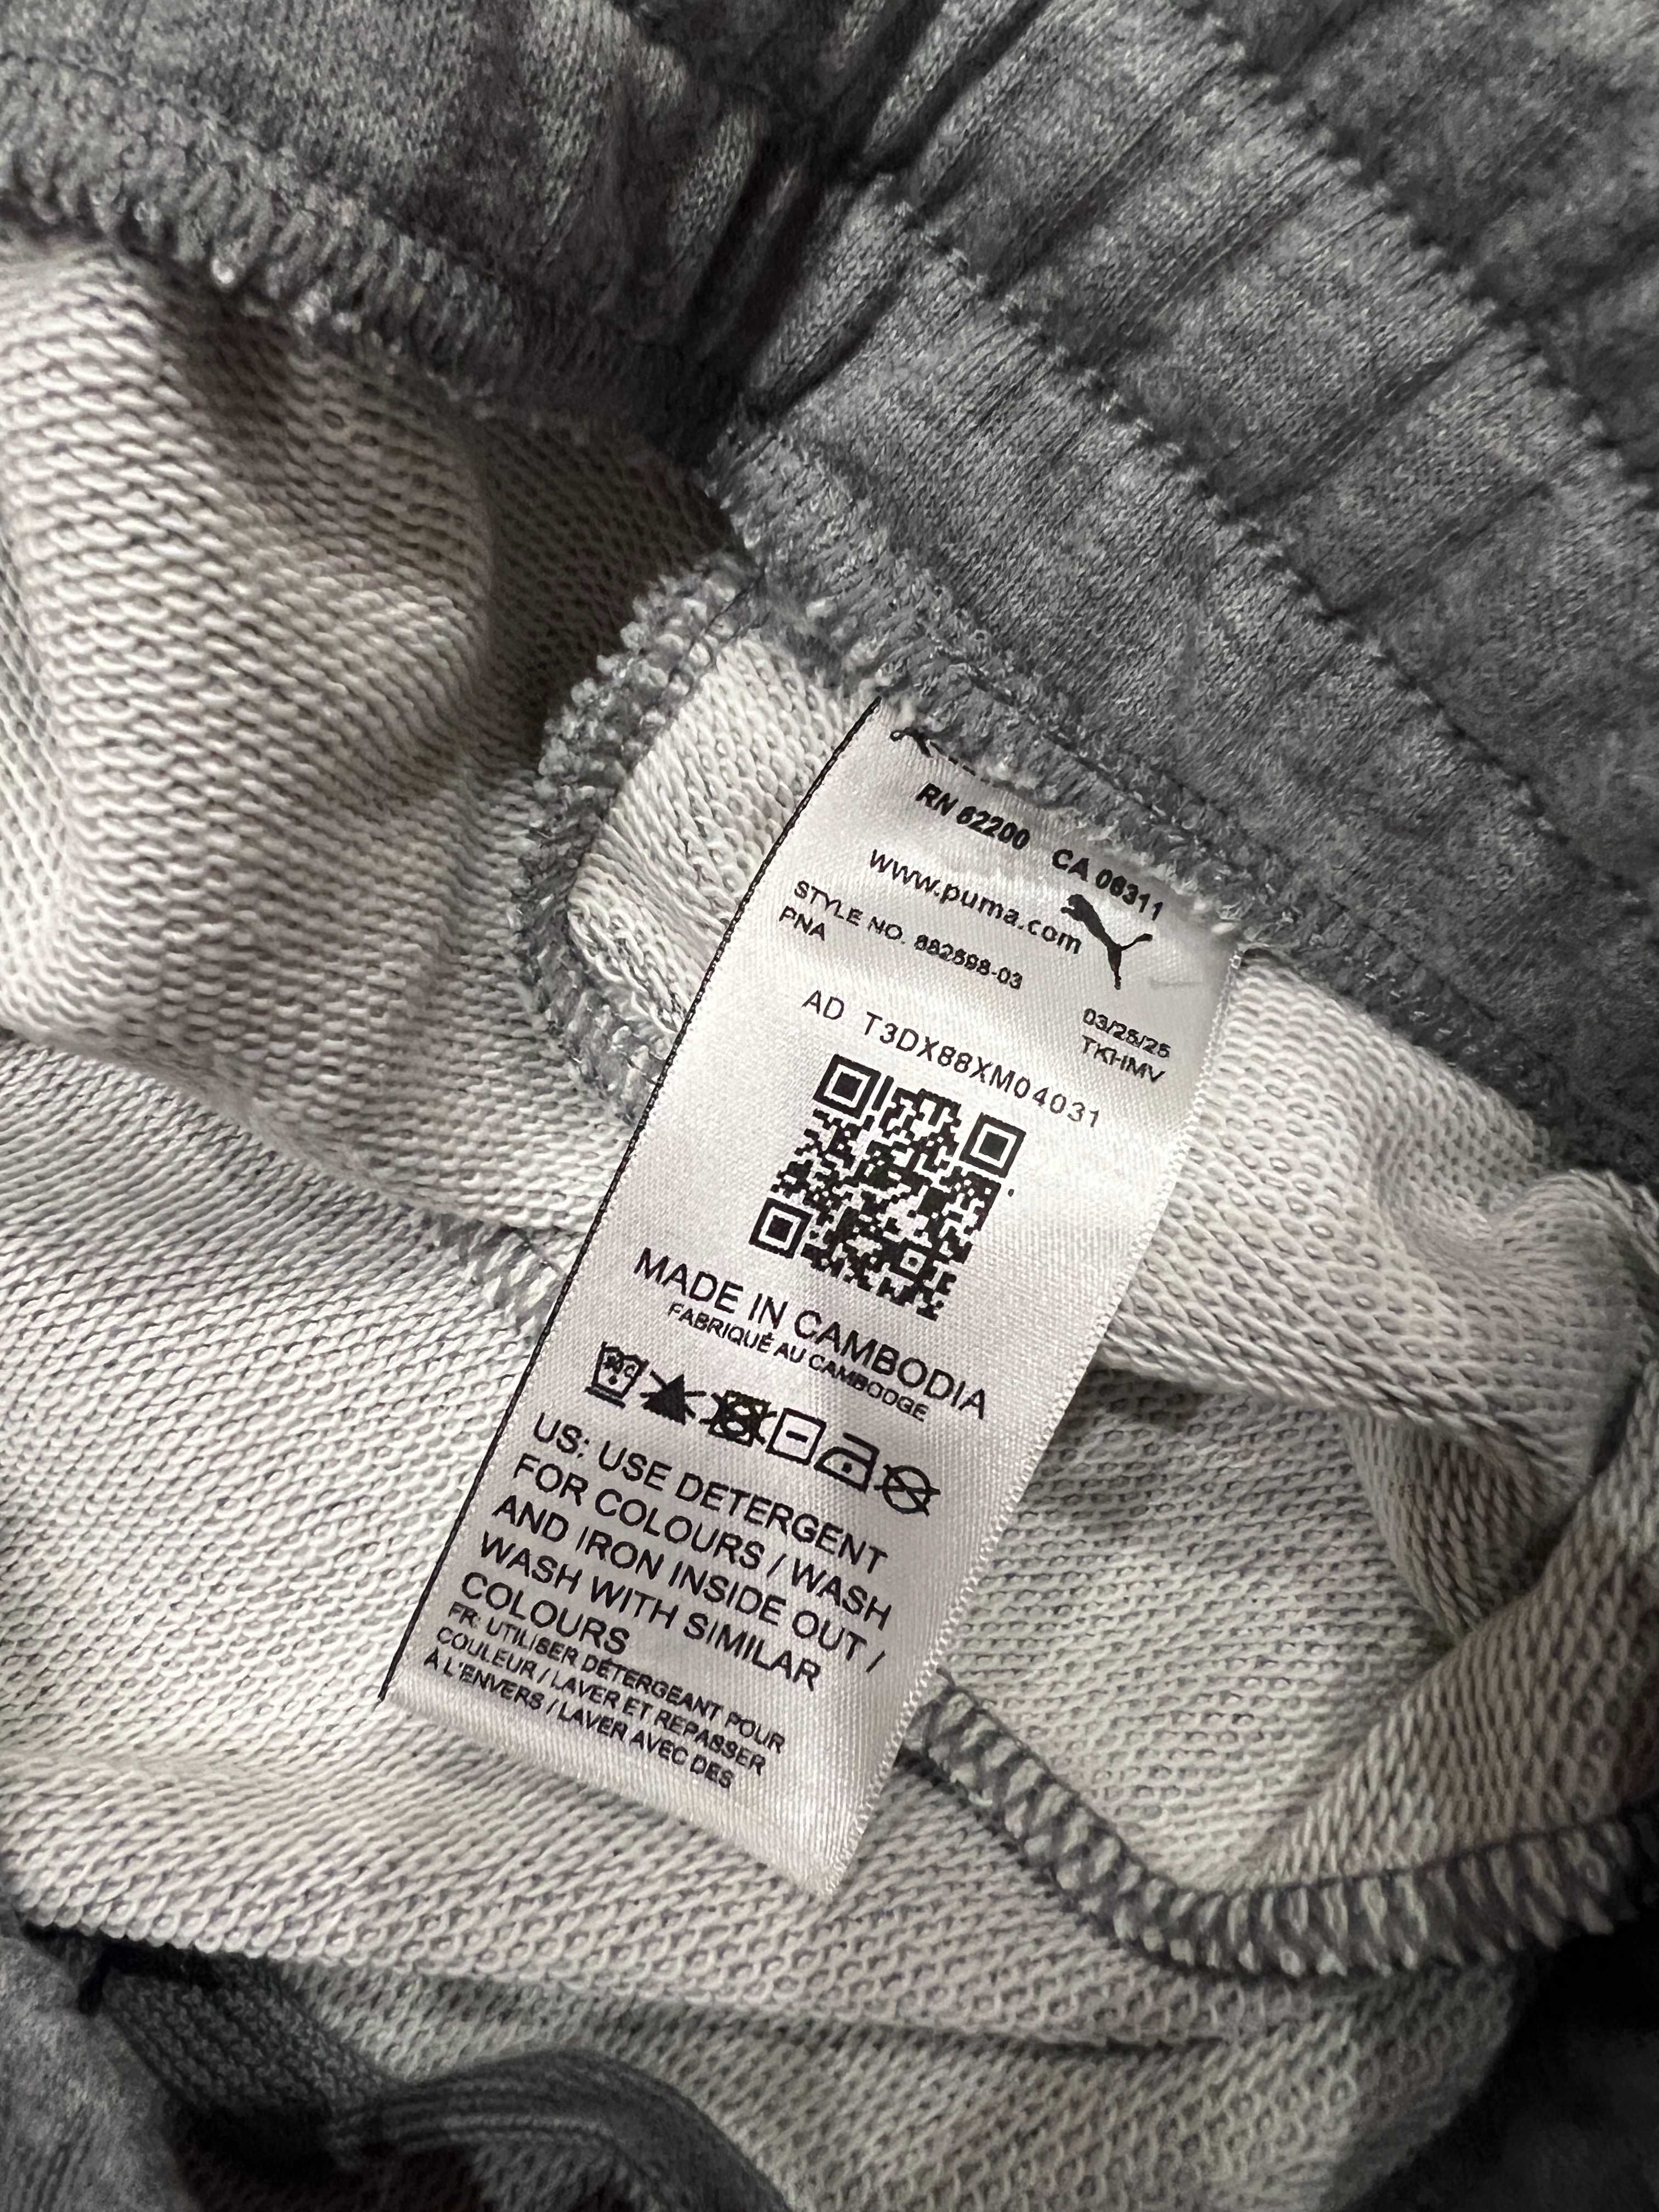 RN 62200 CA 06311
www.puma.com
STYLE NO. 682698-03
PNA
03/25/25
TKHMV
AD T3DX88XM04031
MADE IN CAMBODIA
FABRIQUÉ AU CAMBODGE
US: USE DETERGENT
FOR COLOURS / WASH
AND IRON INSIDE OUT /
WASH WITH SIMILAR
COLOURS
FR: UTILISER DÉTERGEANT POUR
COULEUR / LAVER ET REPASSER
À L'ENVERS / LAVER AVEC DES